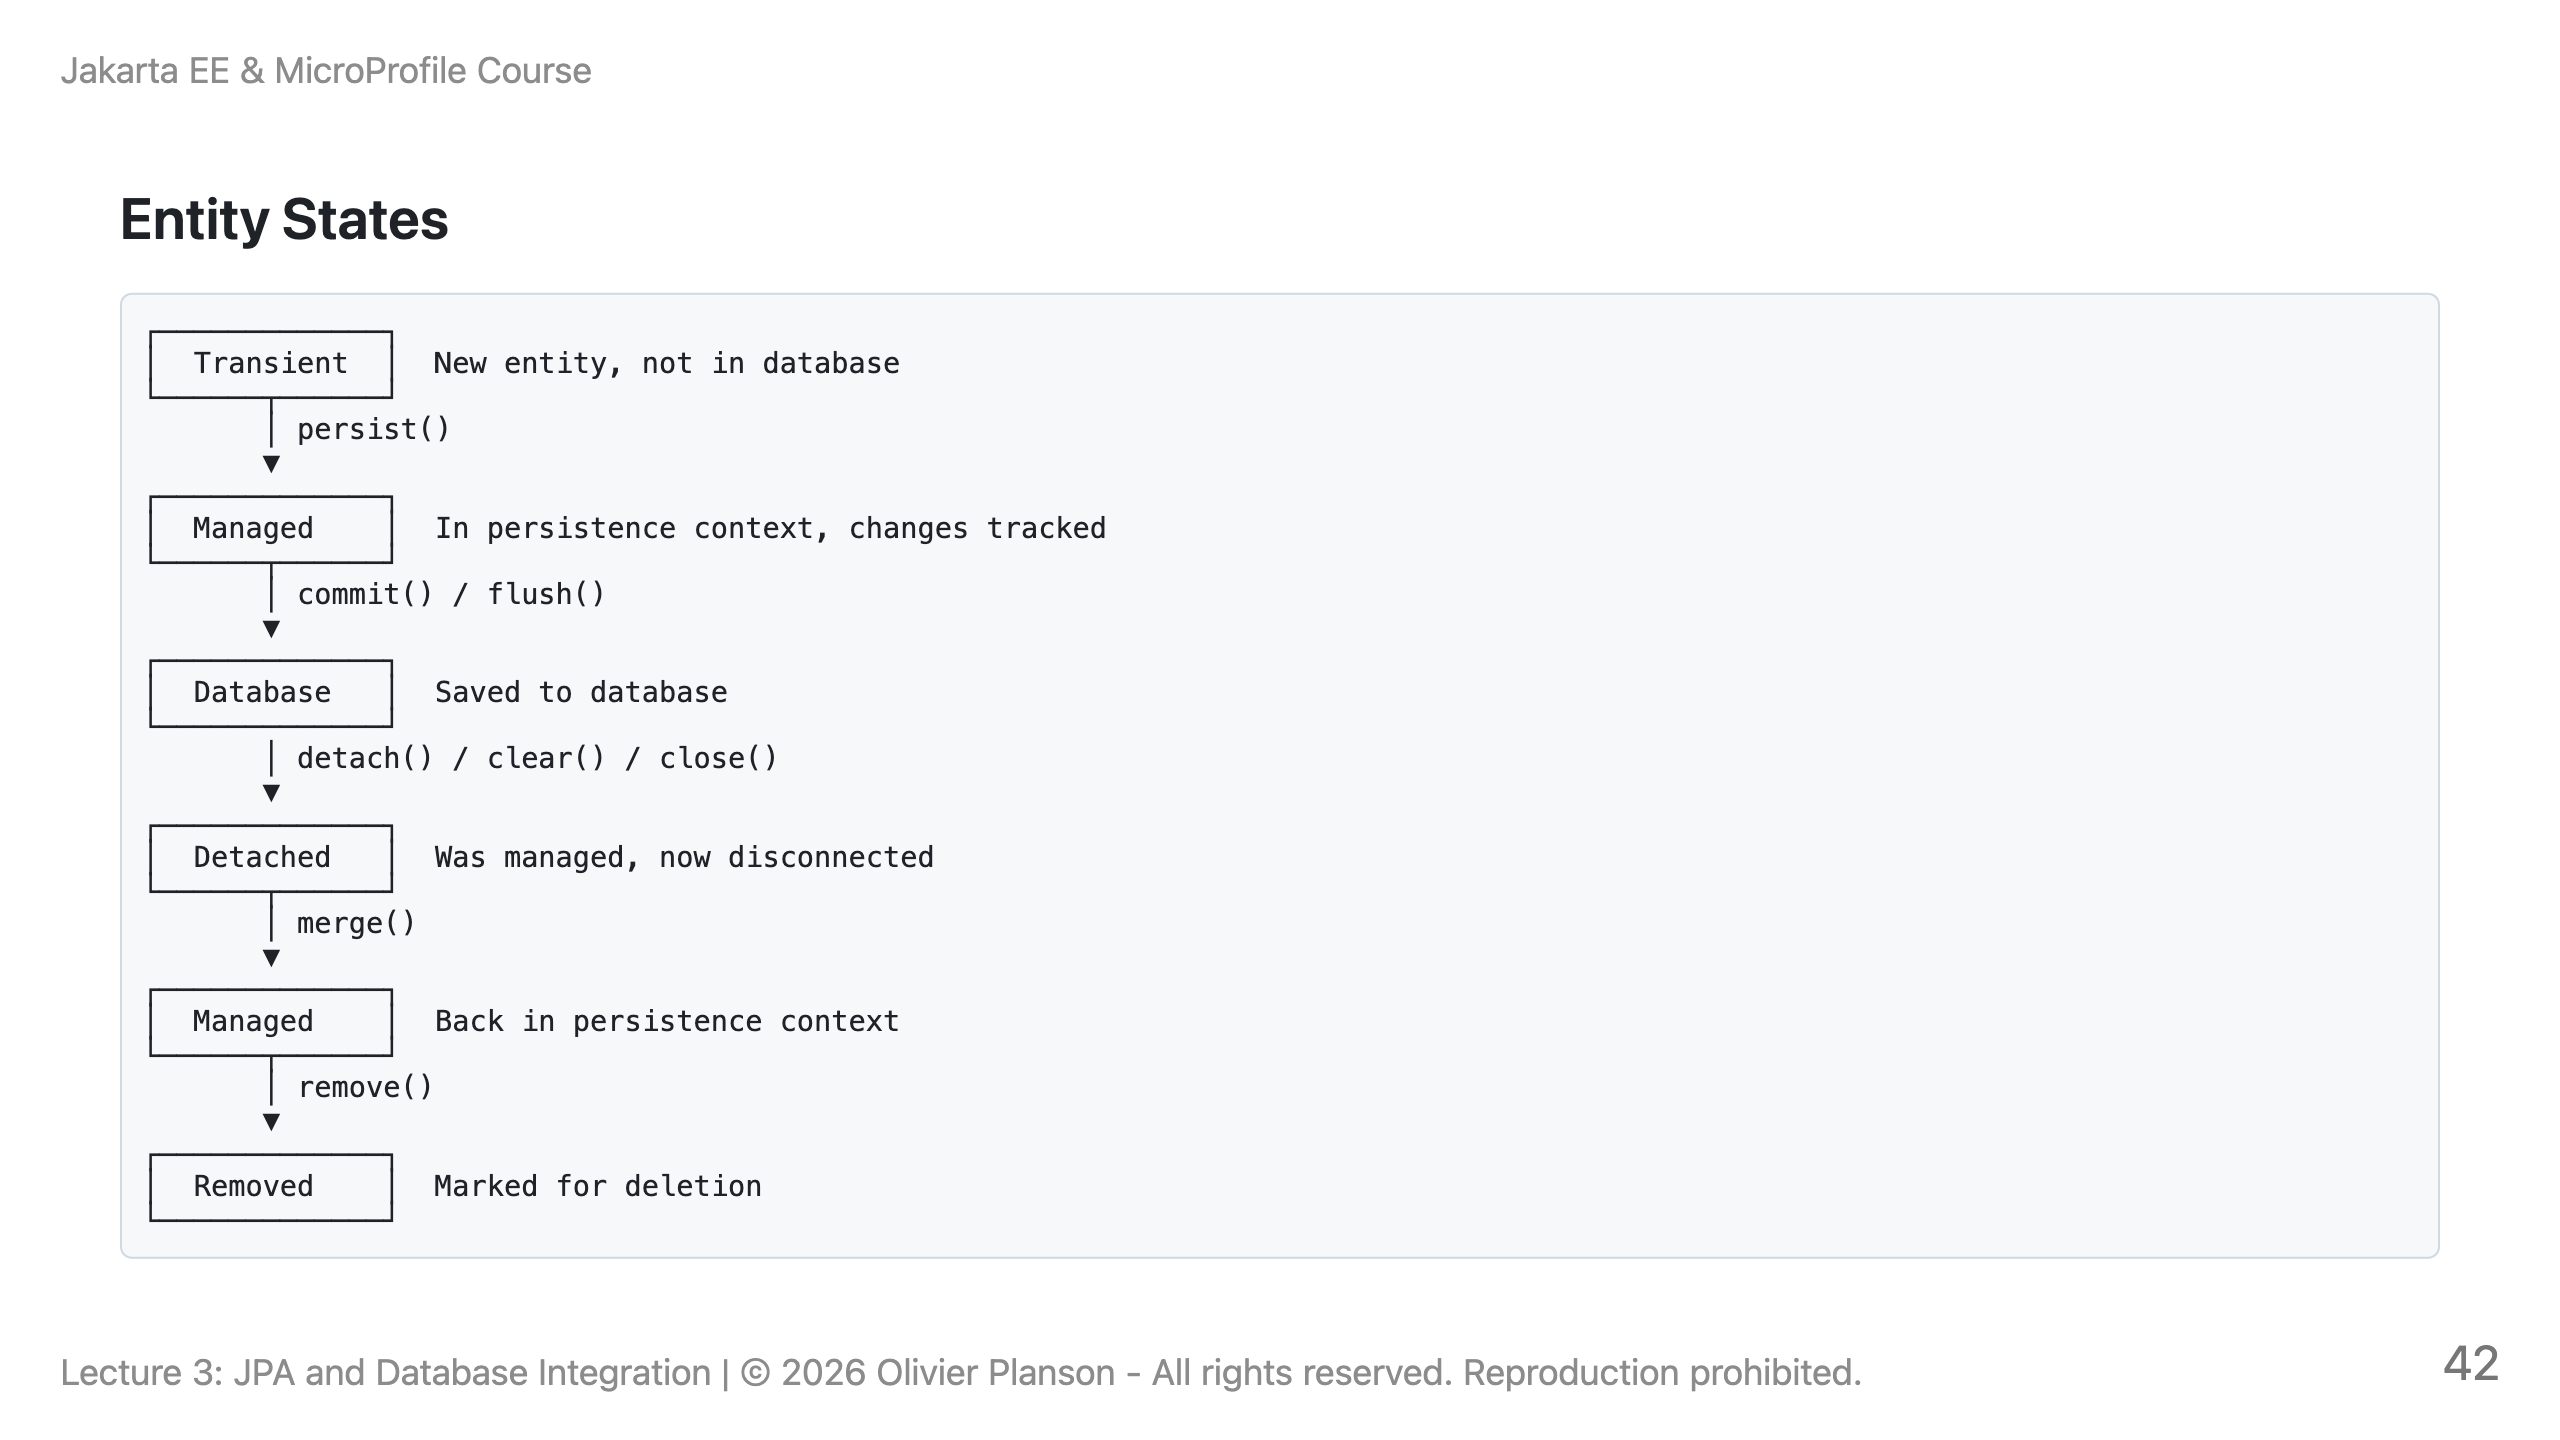 Jakarta EE & MicroProfile Course
Entity States
Transient New entity, not in database
persist()
Managed In persistence context, changes tracked
commit() / flush()
Database Saved to database
detach() / clear() / close()
Detached Was managed, now disconnected
merge()
Managed Back in persistence context
remove()
Removed Marked for deletion
Lecture 3: JPA and Database Integration | © 2026 Olivier Planson - All rights reserved. Reproduction prohibited. 42